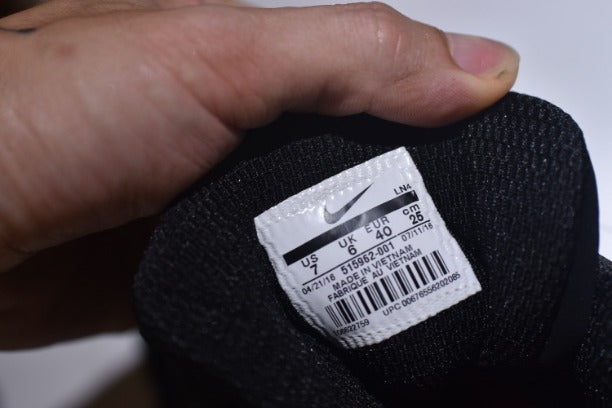 LN4
US UK EUR cm
7 6 40 25
04/21/16 515962-001 07/11/16
MADE IN VIETNAM
FABRIQUE AU VIETNAM
UPC 00676556202085